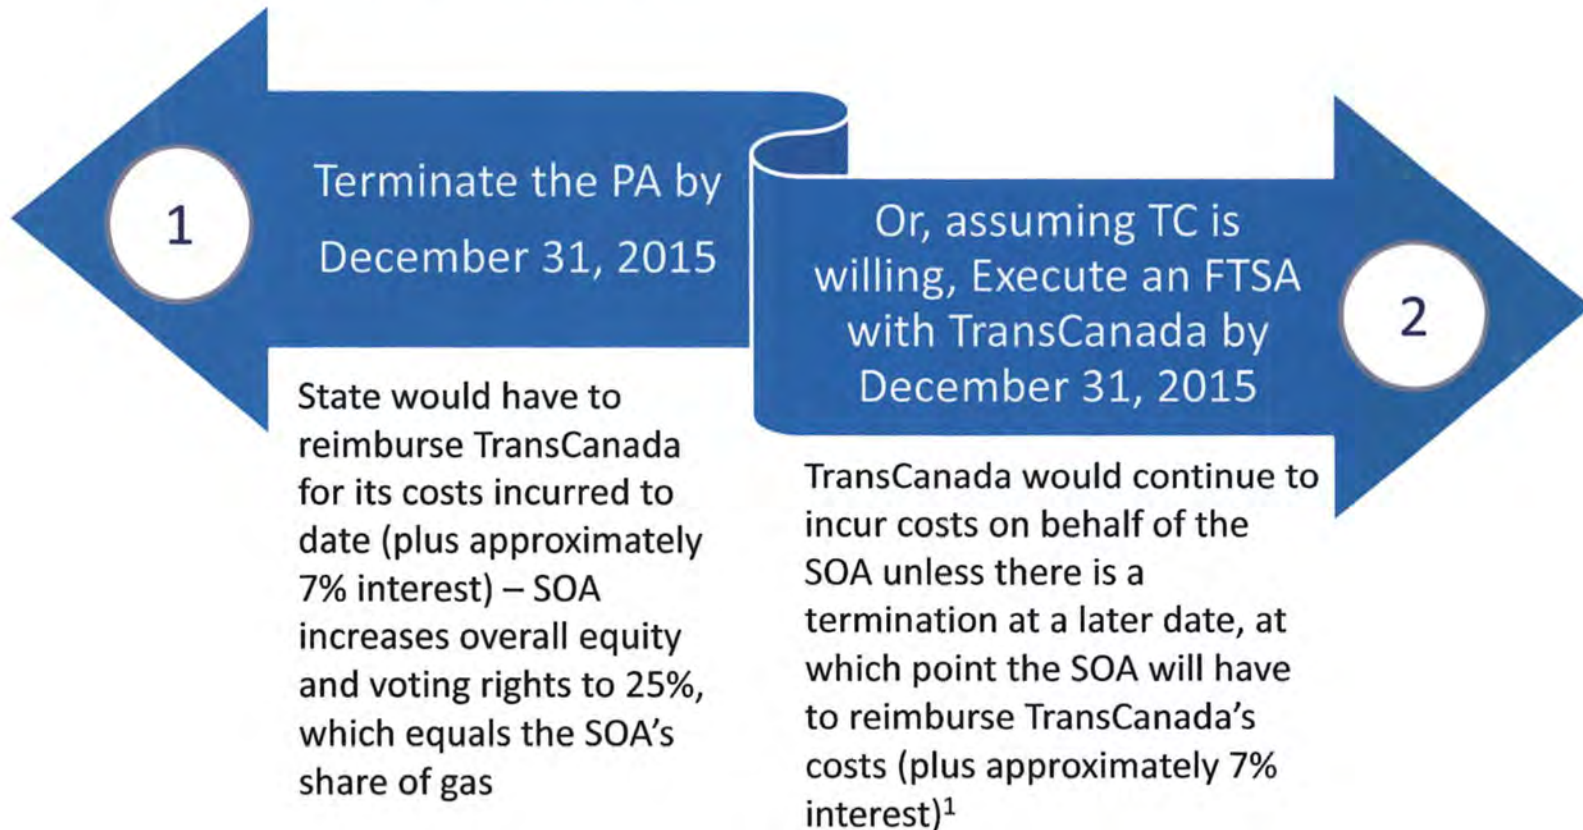 1
Terminate the PA by
December 31, 2015
State would have to
reimburse TransCanada
for its costs incurred to
date (plus approximately
7% interest) – SOA
increases overall equity
and voting rights to 25%,
which equals the SOA’s
share of gas
Or, assuming TC is
willing, Execute an FTSA
with TransCanada by
December 31, 2015
2
TransCanada would continue to
incur costs on behalf of the
SOA unless there is a
termination at a later date, at
which point the SOA will have
to reimburse TransCanada’s
costs (plus approximately 7%
interest)¹